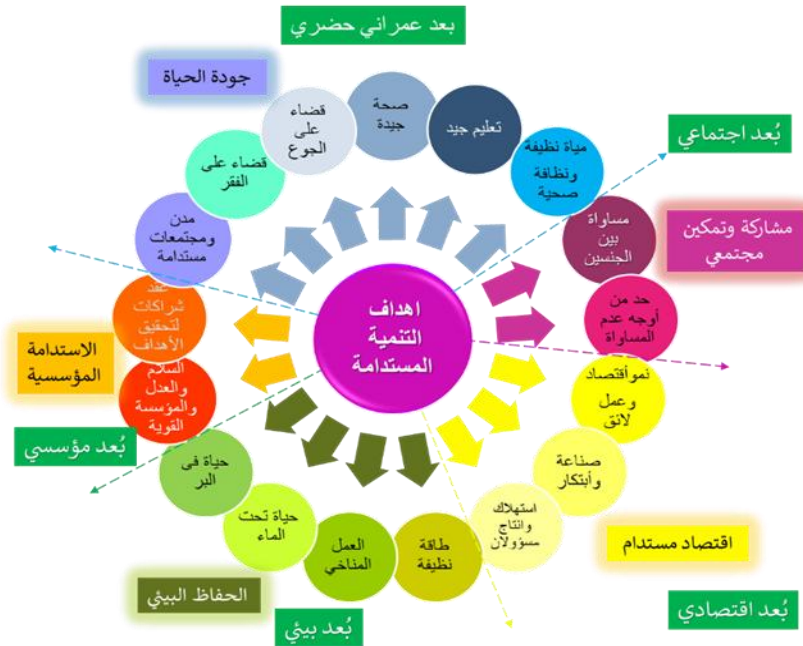 بعد عمراني حضري
جودة الحياة
قضاء
على
الجوع
صحة
جيدة
تعليم جيد
مياة نظيفة
ونظافة
صحية
بُعد اجتماعي
قضاء على
الفقر
مساواة
بين
الجنسين
مشاركة وتمكين
مجتمعي
مدن
ومجتمعات
مستدامة
اهداف
التنمية
المستدامة
حد من
أوجه عدم
المساواة
عقد
شراكات
لتحقيق
الأهداف
الاستدامة
المؤسسية
السلام
والعدل
والمؤسسة
القوية
نموأقتصاد
وعمل
لائق
بُعد مؤسسي
حياة فى
البر
صناعة
وأبتكار
حياة تحت
الماء
العمل
المناخي
طاقة
نظيفة
استهلاك
وانتاج
مسؤولان
اقتصاد مستدام
الحفاظ البيئي
بُعد بيئي
بُعد اقتصادي